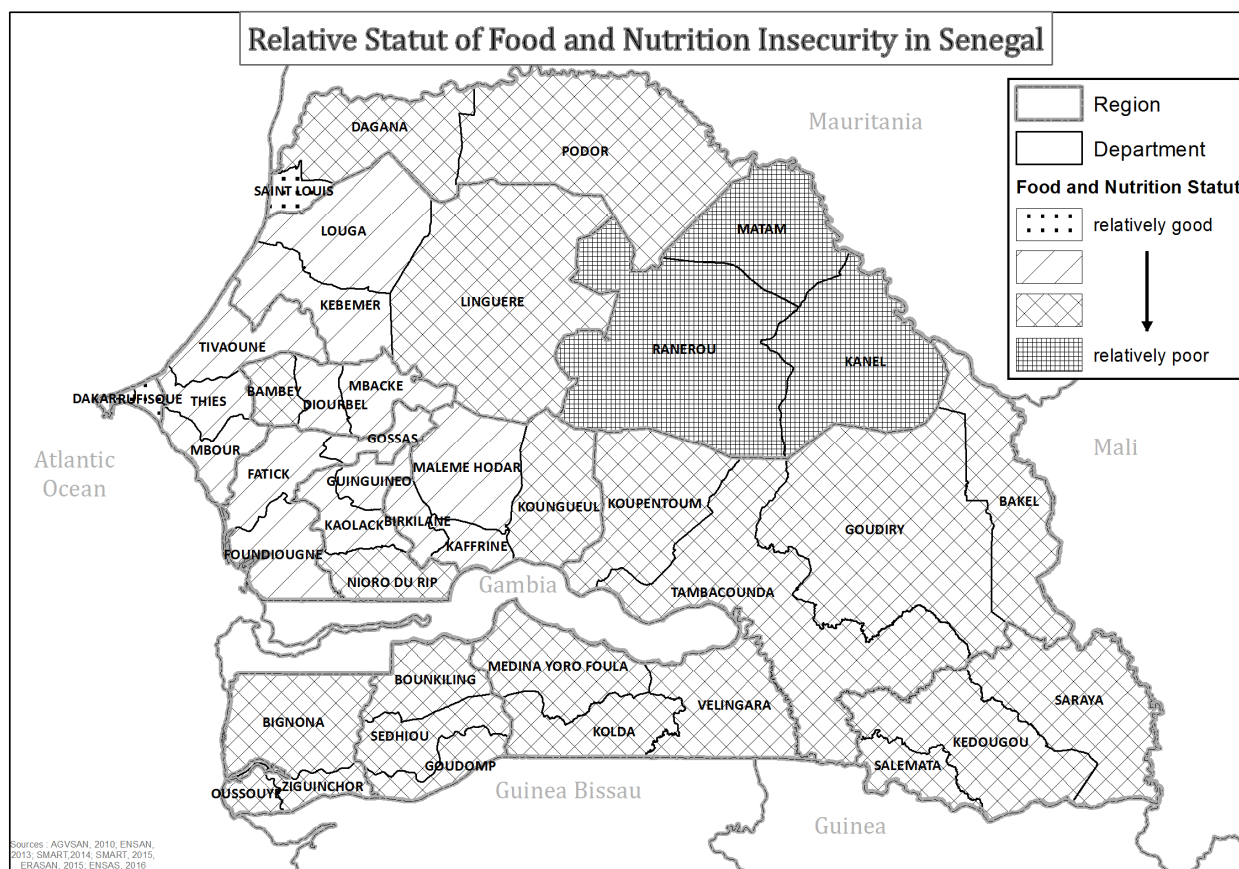 Relative Statut of Food and Nutrition Insecurity in Senegal
Region
Department
Food and Nutrition Statut
relatively good
relatively poor
Mauritania
DAGANA
PODOR
SAINT LOUIS
LOUGA
MATAM
LINGUERE
KEBEMER
TIVAOUNE
RANEROU
KANEL
DAKAR
RUFISQUE
THIES
BAMBEY
DIOURBEL
MBACKE
MBOUR
GOSSAS
Atlantic
Ocean
Mali
FATICK
GUINGUINEO
MALEME HODAR
KOUNGUEUL
KOUPENTOUM
BAKEL
KAOLACK
BIRKILANE
GOUDIRY
FOUNDIOUGNE
KAFFRINE
NIORO DU RIP
Gambia
TAMBACOUNDA
BOUNKILING
MEDINA YORO FOULA
VELINGARA
SARAYA
BIGNONA
SEDHIOU
KOLDA
KEDOUGOU
GOUDOMP
SALEMATA
OUSSOUYE
ZIGUINCHOR
Guinea Bissau
Guinea
Sources : AGVSAN, 2010; ENSAN,
2013; SMART,2014; SMART, 2015,
ERASAN, 2015; ENSAS, 2016